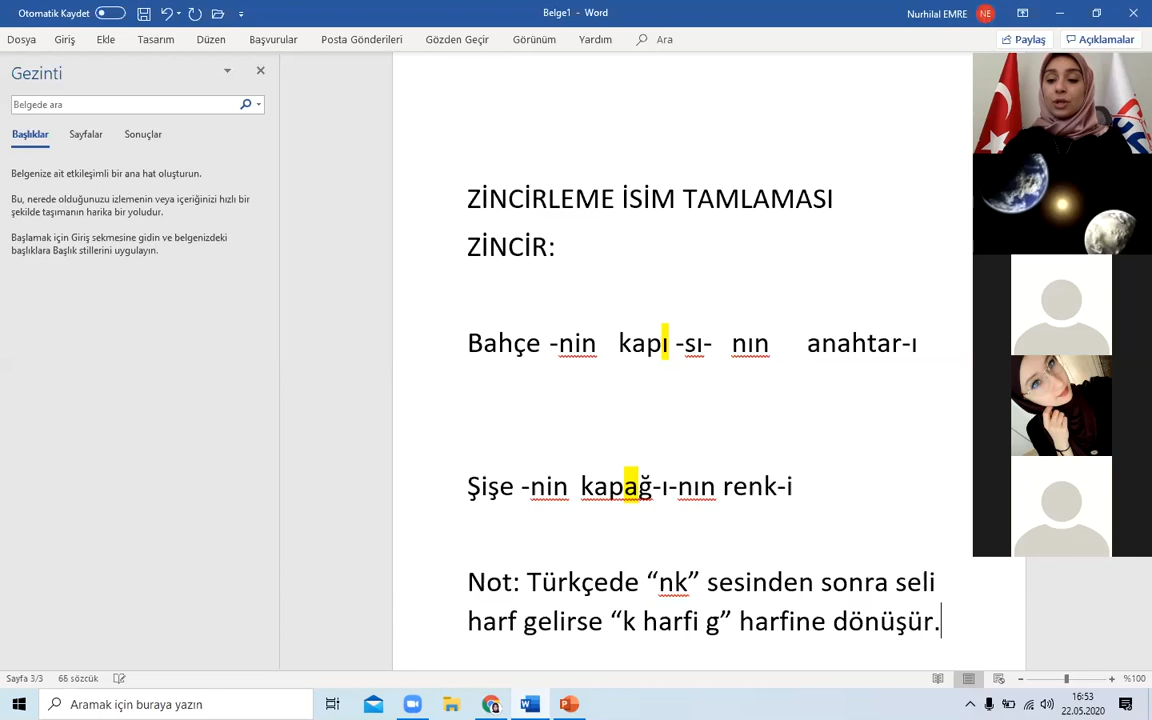 Otomatik Kaydet
Belge1 - Word
Nurhilal EMRE NE
Dosya Giriş Ekle Tasarım Düzen Başvurular Posta Gönderileri Gözden Geçir Görünüm Yardım Ara Paylaş Açıklamalar
Gezinti
Belgede ara
Başlıklar Sayfalar Sonuçlar
Belgenize ait etkileşimli bir ana hat oluşturun.
Bu, nerede olduğunuzu izlemenin veya içeriğinizi hızlı bir
şekilde taşımanın harika bir yoludur.
Başlamak için Giriş sekmesine gidin ve belgenizdeki
başlıklara Başlık stillerini uygulayın.
ZİNCİRLEME İSİM TAMLAMASI
ZİNCİR:
Bahçe -nin kapı -sı- nın anahtar-ı
Şişe -nin kapağ-ı-nın renk-i
Not: Türkçede “nk” sesinden sonra seli
harf gelirse “k harfi g” harfine dönüşür.
Sayfa 3/3 66 sözcük
%100
Aramak için buraya yazın
16:53
22.05.2020